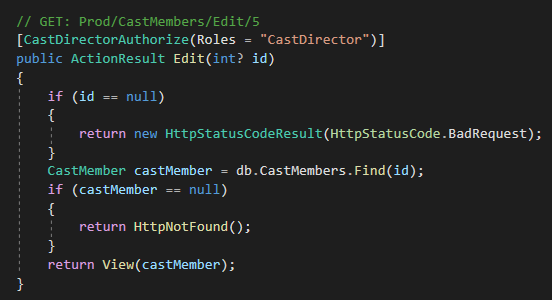 // GET: Prod/CastMembers/Edit/5
[CastDirectorAuthorize(Roles = "CastDirector")]
public ActionResult Edit(int? id)
{
    if (id == null)
    {
        return new HttpStatusCodeResult(HttpStatusCode.BadRequest);
    }
    CastMember castMember = db.CastMembers.Find(id);
    if (castMember == null)
    {
        return HttpNotFound();
    }
    return View(castMember);
}